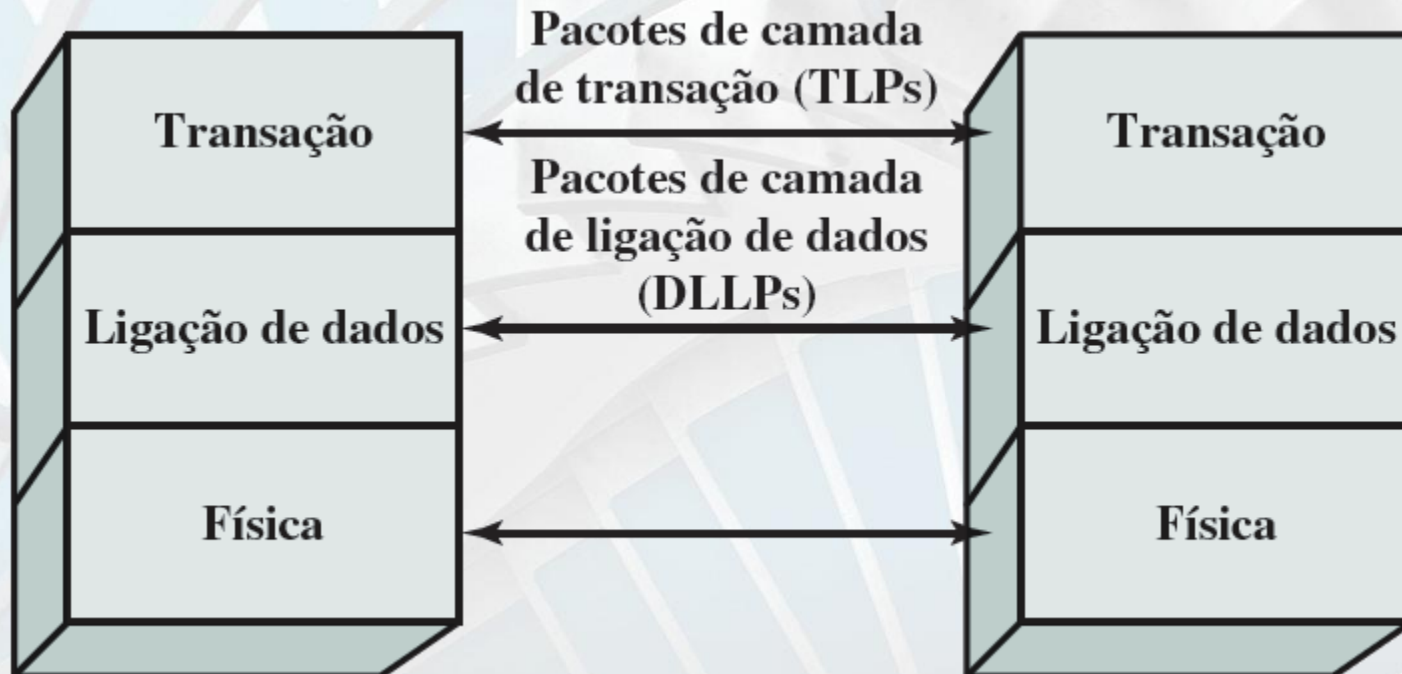 Pacotes de camada
de transação (TLPs)
Transação
Transação
Pacotes de camada
de ligação de dados
(DLLPs)
Ligação de dados
Ligação de dados
Física
Física